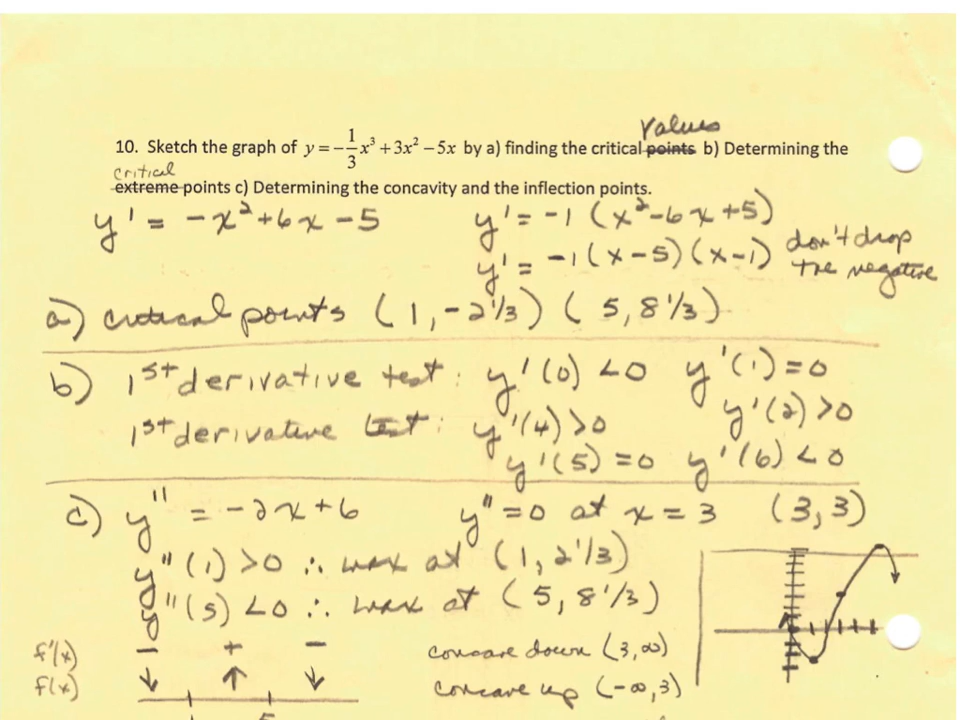 Values
10. Sketch the graph of y = -1/3 x³ + 3x² - 5x by a) finding the critical points b) Determining the
critical
extreme points c) Determining the concavity and the inflection points.
y' = -x² + 6x - 5 y' = -1 (x² - 6x + 5)
y' = -1 (x - 5)(x - 1) don't drop the negative
a) critical points (1, -2 1/3) (5, 8 1/3)
b) 1st derivative test: y'(0) < 0 y'(1) = 0
y'(2) > 0
1st derivative test: y'(4) > 0
y'(5) = 0 y'(6) < 0
c) y'' = -2x + 6 y'' = 0 at x = 3 (3, 3)
y''(1) > 0 ∴ max at (1, 2 1/3)
y''(5) < 0 ∴ max at (5, 8 1/3)
f'(x) - + - concave down (3, ∞)
f(x) ↓ ↑ ↓ concave up (-∞, 3)